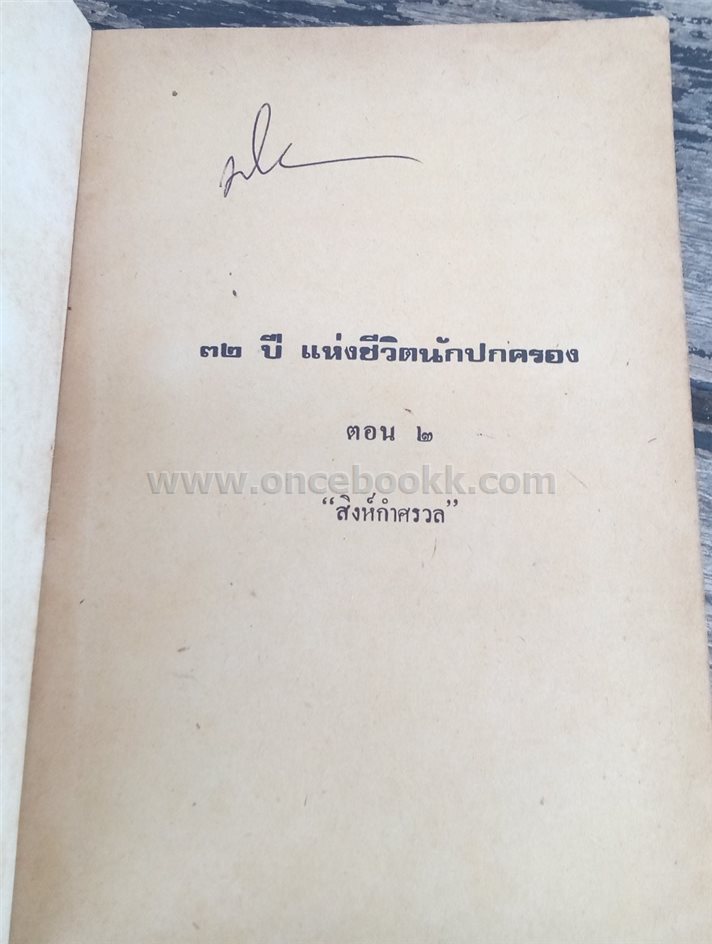 ๓๒ ปี แห่งชีวิตนักปกครอง
ตอน ๒
www.oncebookk.com
“สิงห์กำศรวล”